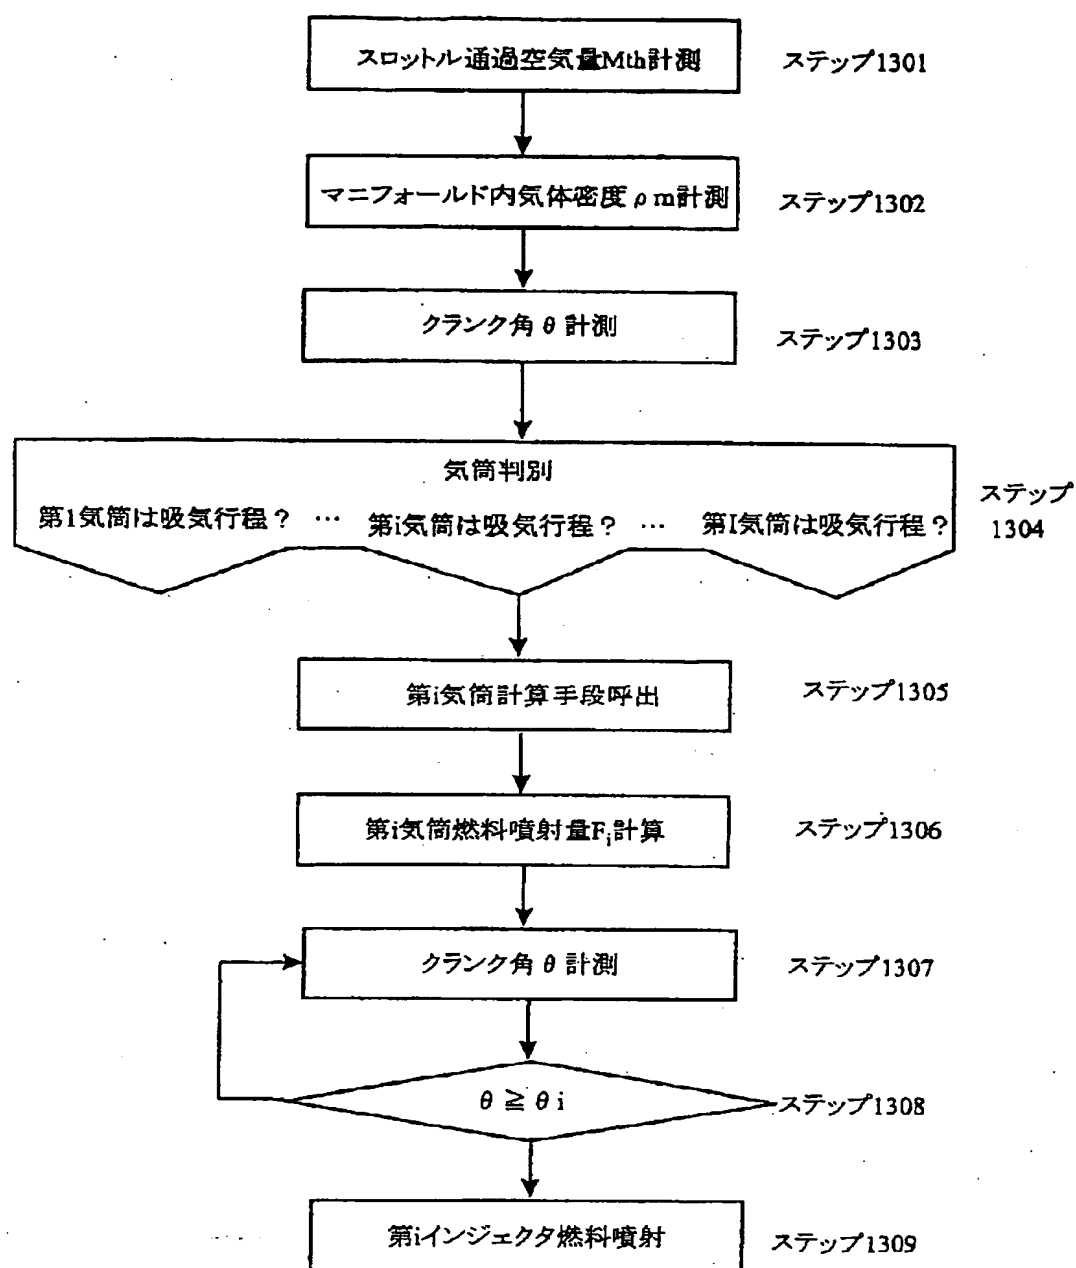 スロットル通過空気量Mth計測
ステップ1301
マニフォールド内気体密度ρm計測
ステップ1302
クランク角θ計測
ステップ1303
気筒判別
第1気筒は吸気行程? … 第i気筒は吸気行程? … 第I気筒は吸気行程?
ステップ
1304
第i気筒計算手段呼出
ステップ1305
第i気筒燃料噴射量Fi計算
ステップ1306
クランク角θ計測
ステップ1307
θ≧θi
ステップ1308
第iインジェクタ燃料噴射
ステップ1309